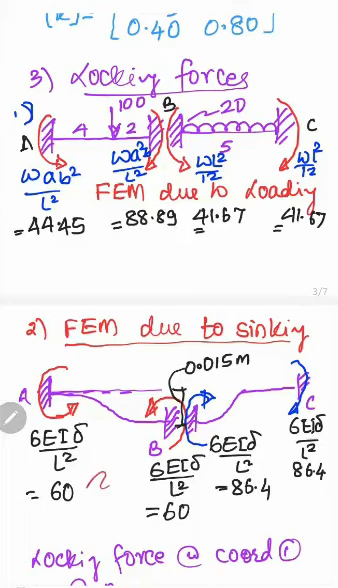 [k] = [0.40 0.80]
3) Locking forces
1)
100 B 20
A 4 2 5 C
wab²/L² wa²/L² wl²/12 wl²/12
FEM due to Loading
=44.45 =88.89 41.67 =41.67
=
3/7
2) FEM due to sinking
0.015m
A B C
6EIδ/L² 6EIδ/L² 6EIδ/L² 6EIδ/L²
= 60 = 60 =86.4 86.4
Locking force @ coord ①